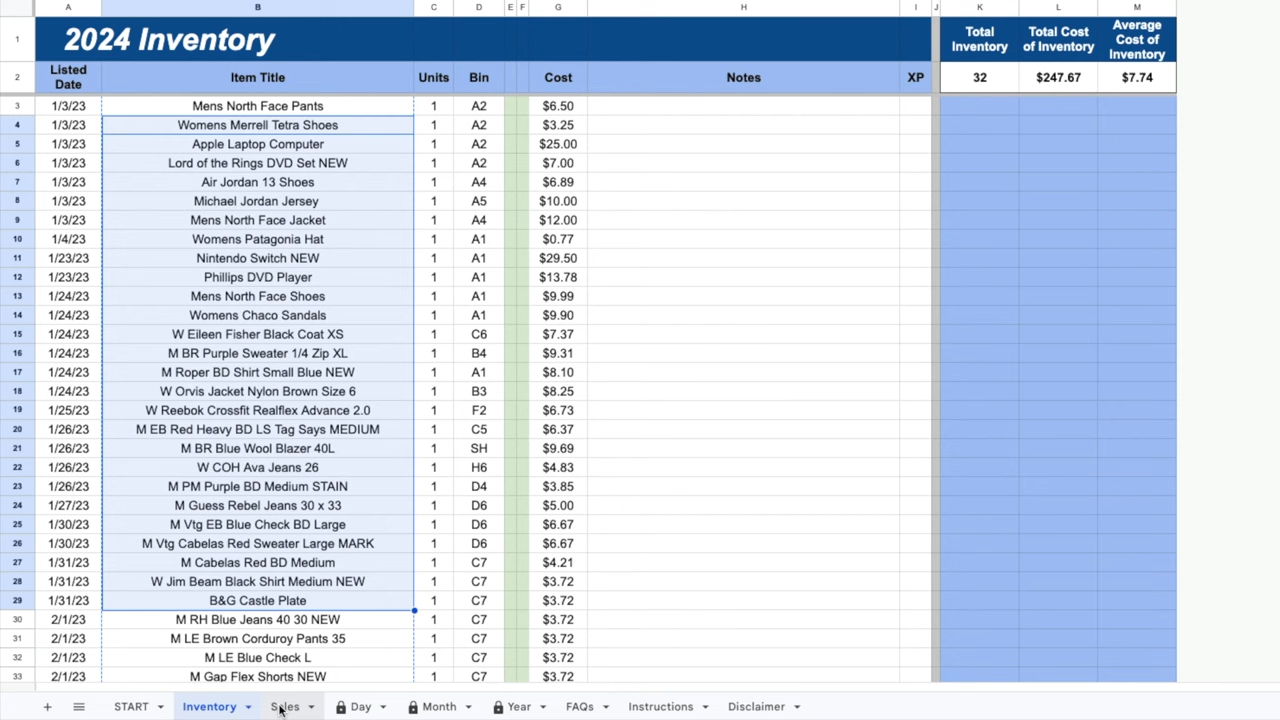 A B C D E F G H I J K L M
1 2024 Inventory Total Inventory Total Cost of Inventory Average Cost of Inventory
2 Listed Date Item Title Units Bin Cost Notes XP 32 $247.67 $7.74
3 1/3/23 Mens North Face Pants 1 A2 $6.50
4 1/3/23 Womens Merrell Tetra Shoes 1 A2 $3.25
5 1/3/23 Apple Laptop Computer 1 A2 $25.00
6 1/3/23 Lord of the Rings DVD Set NEW 1 A2 $7.00
7 1/3/23 Air Jordan 13 Shoes 1 A4 $6.89
8 1/3/23 Michael Jordan Jersey 1 A5 $10.00
9 1/3/23 Mens North Face Jacket 1 A4 $12.00
10 1/4/23 Womens Patagonia Hat 1 A1 $0.77
11 1/23/23 Nintendo Switch NEW 1 A1 $29.50
12 1/23/23 Phillips DVD Player 1 A1 $13.78
13 1/24/23 Mens North Face Shoes 1 A1 $9.99
14 1/24/23 Womens Chaco Sandals 1 A1 $9.90
15 1/24/23 W Eileen Fisher Black Coat XS 1 C6 $7.37
16 1/24/23 M BR Purple Sweater 1/4 Zip XL 1 B4 $9.31
17 1/24/23 M Roper BD Shirt Small Blue NEW 1 A1 $8.10
18 1/24/23 W Orvis Jacket Nylon Brown Size 6 1 B3 $8.25
19 1/25/23 W Reebok Crossfit Realflex Advance 2.0 1 F2 $6.73
20 1/26/23 M EB Red Heavy BD LS Tag Says MEDIUM 1 C5 $6.37
21 1/26/23 M BR Blue Wool Blazer 40L 1 SH $9.69
22 1/26/23 W COH Ava Jeans 26 1 H6 $4.83
23 1/26/23 M PM Purple BD Medium STAIN 1 D4 $3.85
24 1/27/23 M Guess Rebel Jeans 30 x 33 1 D6 $5.00
25 1/30/23 M Vtg EB Blue Check BD Large 1 D6 $6.67
26 1/30/23 M Vtg Cabelas Red Sweater Large MARK 1 D6 $6.67
27 1/31/23 M Cabelas Red BD Medium 1 C7 $4.21
28 1/31/23 W Jim Beam Black Shirt Medium NEW 1 C7 $3.72
29 1/31/23 B&G Castle Plate 1 C7 $3.72
30 2/1/23 M RH Blue Jeans 40 30 NEW 1 C7 $3.72
31 2/1/23 M LE Brown Corduroy Pants 35 1 C7 $3.72
32 2/1/23 M LE Blue Check L 1 C7 $3.72
33 2/1/23 M Gap Flex Shorts NEW 1 C7 $3.72
START Inventory Sales Day Month Year FAQs Instructions Disclaimer